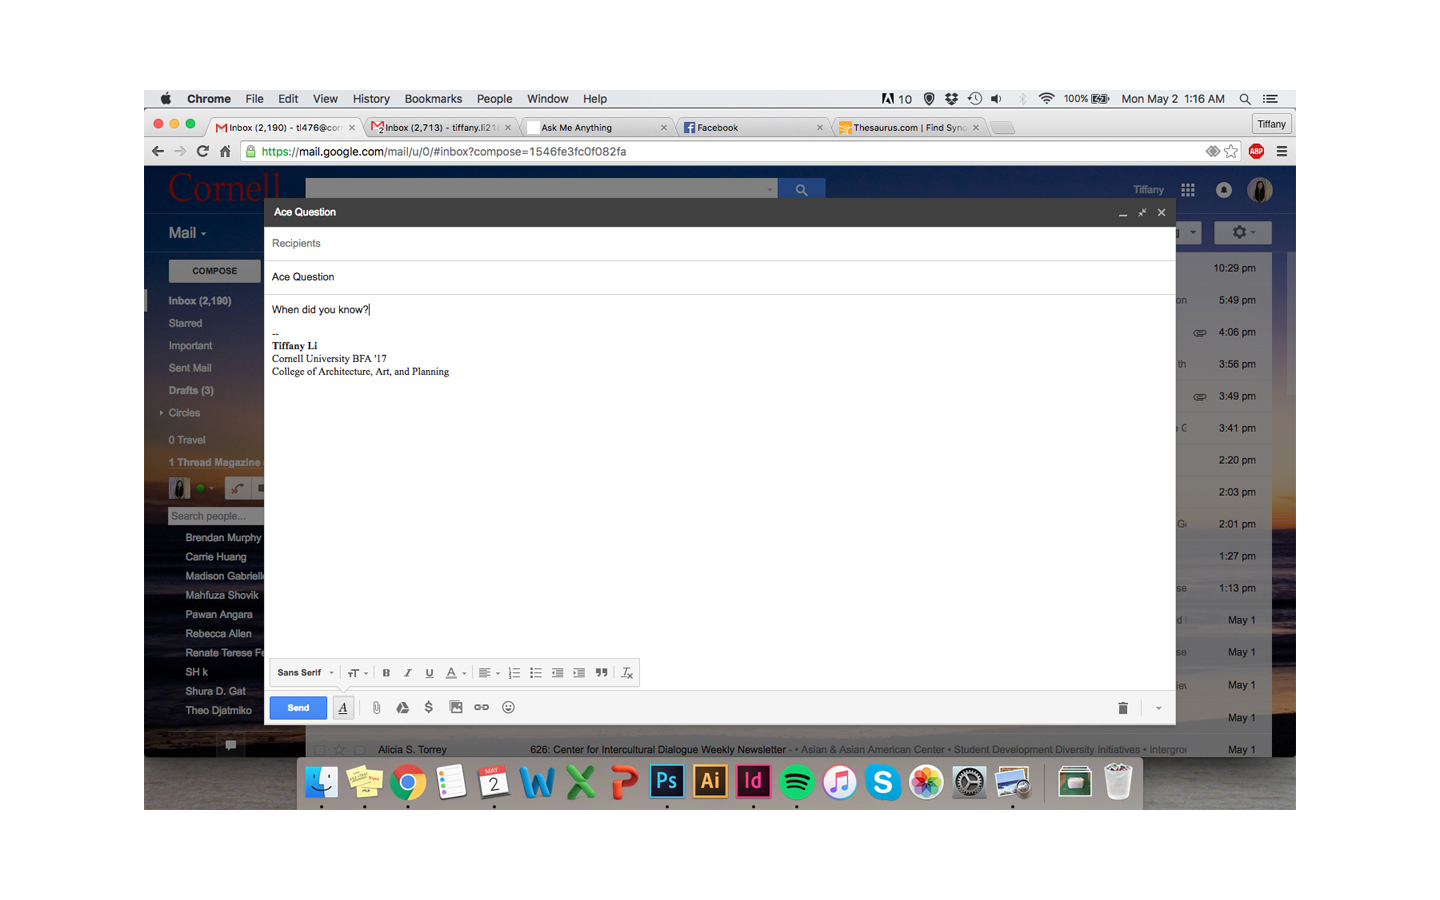 Chrome File Edit View History Bookmarks People Window Help 10 100% Mon May 2 1:16 AM
Inbox (2,190) - tl476@cor Inbox (2,713) - tiffany.li21 Ask Me Anything Facebook Thesaurus.com | Find Sync Tiffany
https://mail.google.com/mail/u/0/#inbox?compose=1546fe3fc0f082fa ABP
Cornell Tiffany
Ace Question
Mail
Recipients
COMPOSE
Ace Question
10:29 pm
Inbox (2,190)
When did you know?
on 5:49 pm
Starred
--
4:06 pm
Important
Tiffany Li
Cornell University BFA '17
Sent Mail
College of Architecture, Art, and Planning
th 3:56 pm
Drafts (3)
3:49 pm
Circles
3:41 pm
0 Travel
1 Thread Magazine
2:20 pm
2:03 pm
Search people...
2:01 pm
Brendan Murphy
Carrie Huang
1:27 pm
Madison Gabriell
Mahfuza Shovik
se 1:13 pm
Pawan Angara
May 1
Rebecca Allen
Renate Terese Fe
se May 1
SH k
Sans Serif B I U A
Shura D. Gat
May 1
Theo Djatmiko
Send A $
May 1
Alicia S. Torrey 626: Center for Intercultural Dialogue Weekly Newsletter - • Asian & Asian American Center • Student Development Diversity Initiatives • Intergrou May 1
MAY
2
W X P Ps Ai Id S